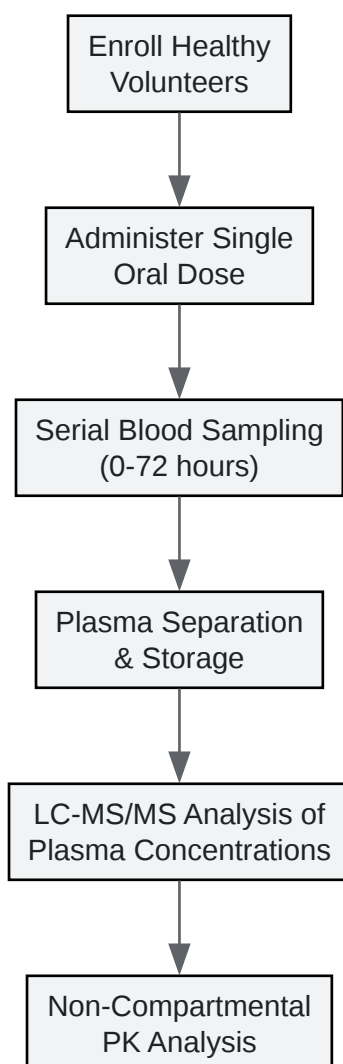 Enroll Healthy
Volunteers
Administer Single
Oral Dose
Serial Blood Sampling
(0-72 hours)
Plasma Separation
& Storage
LC-MS/MS Analysis of
Plasma Concentrations
Non-Compartmental
PK Analysis